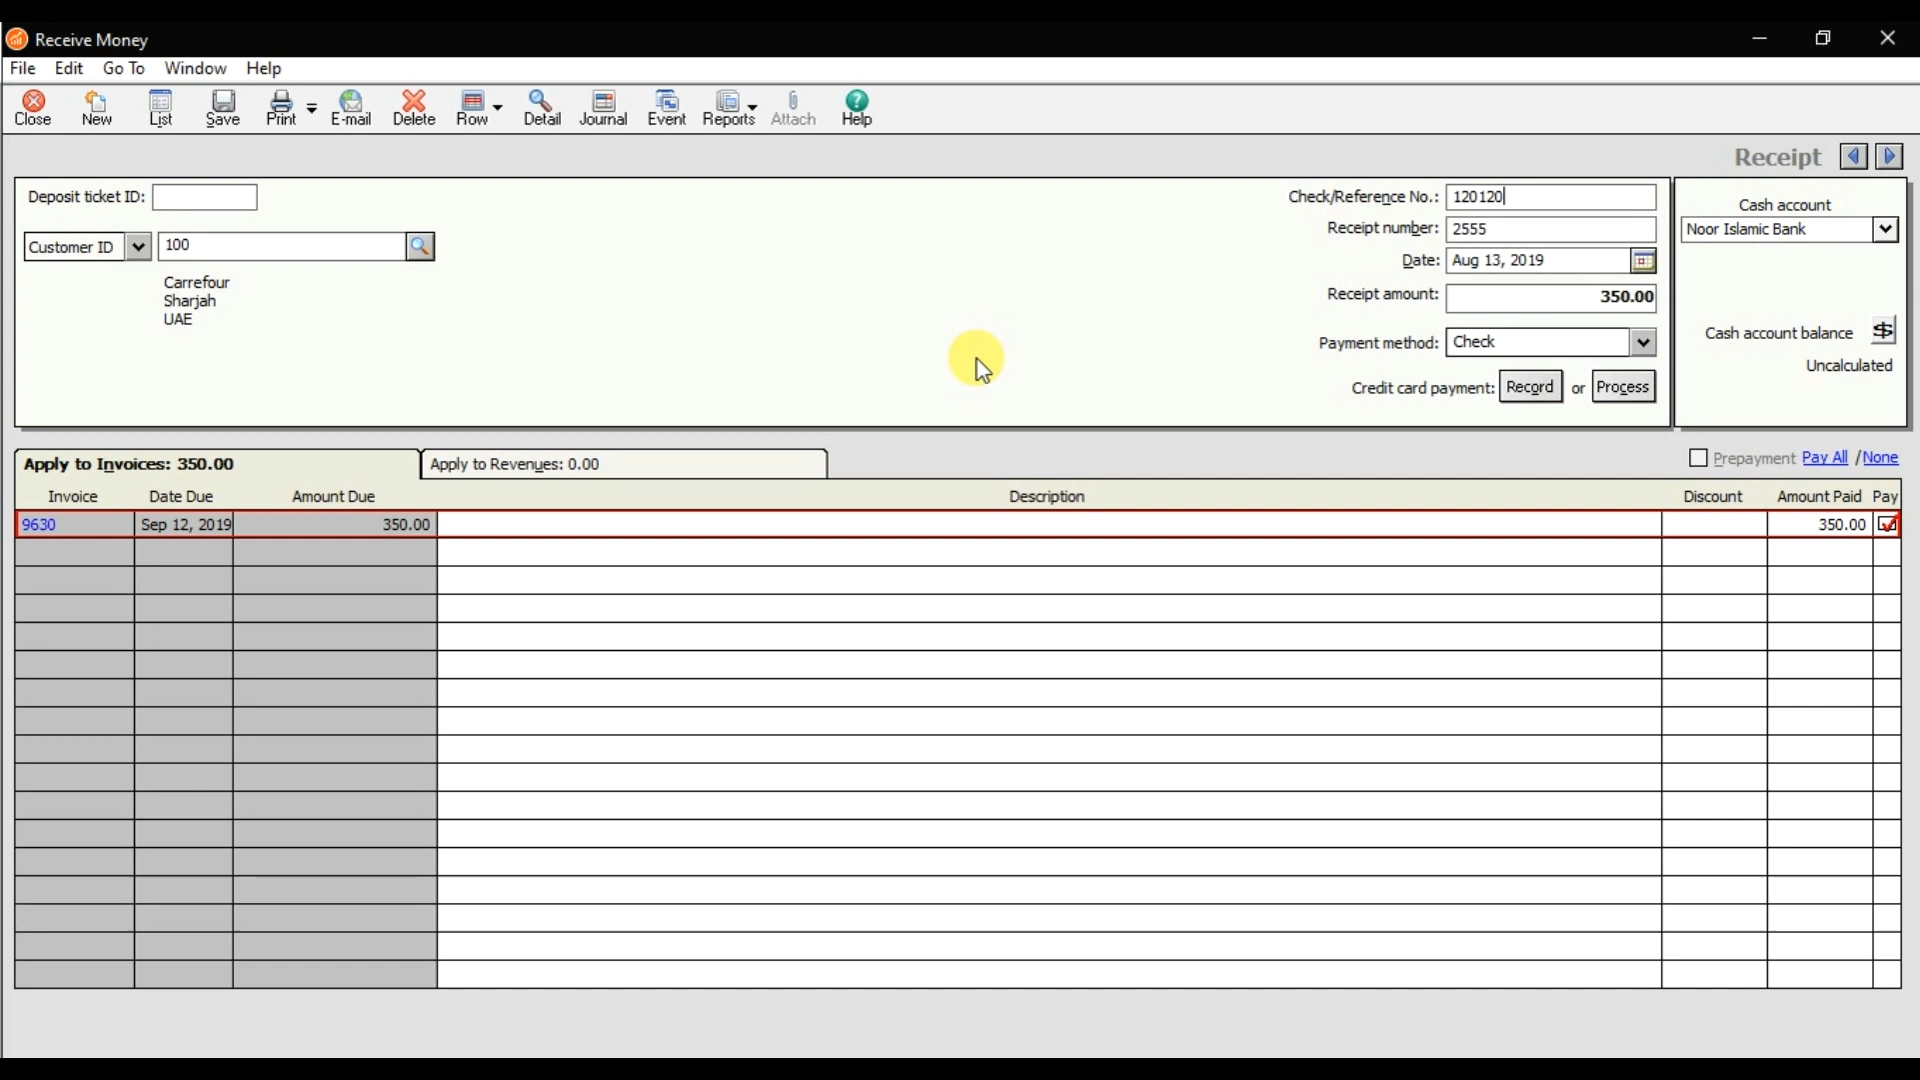 Receive Money
File Edit Go To Window Help
Close New List Save Print E-mail Delete Row Detail Journal Event Reports Attach Help
Receipt
Deposit ticket ID:
Customer ID 100
Carrefour
Sharjah
UAE
Check/Reference No.: 120120
Receipt number: 2555
Date: Aug 13, 2019
Receipt amount: 350.00
Payment method: Check
Credit card payment: Record or Process
Cash account
Noor Islamic Bank
Cash account balance $
Uncalculated
Apply to Invoices: 350.00 Apply to Revenues: 0.00 Prepayment Pay All / None
Invoice Date Due Amount Due Description Discount Amount Paid Pay
9630 Sep 12, 2019 350.00 350.00